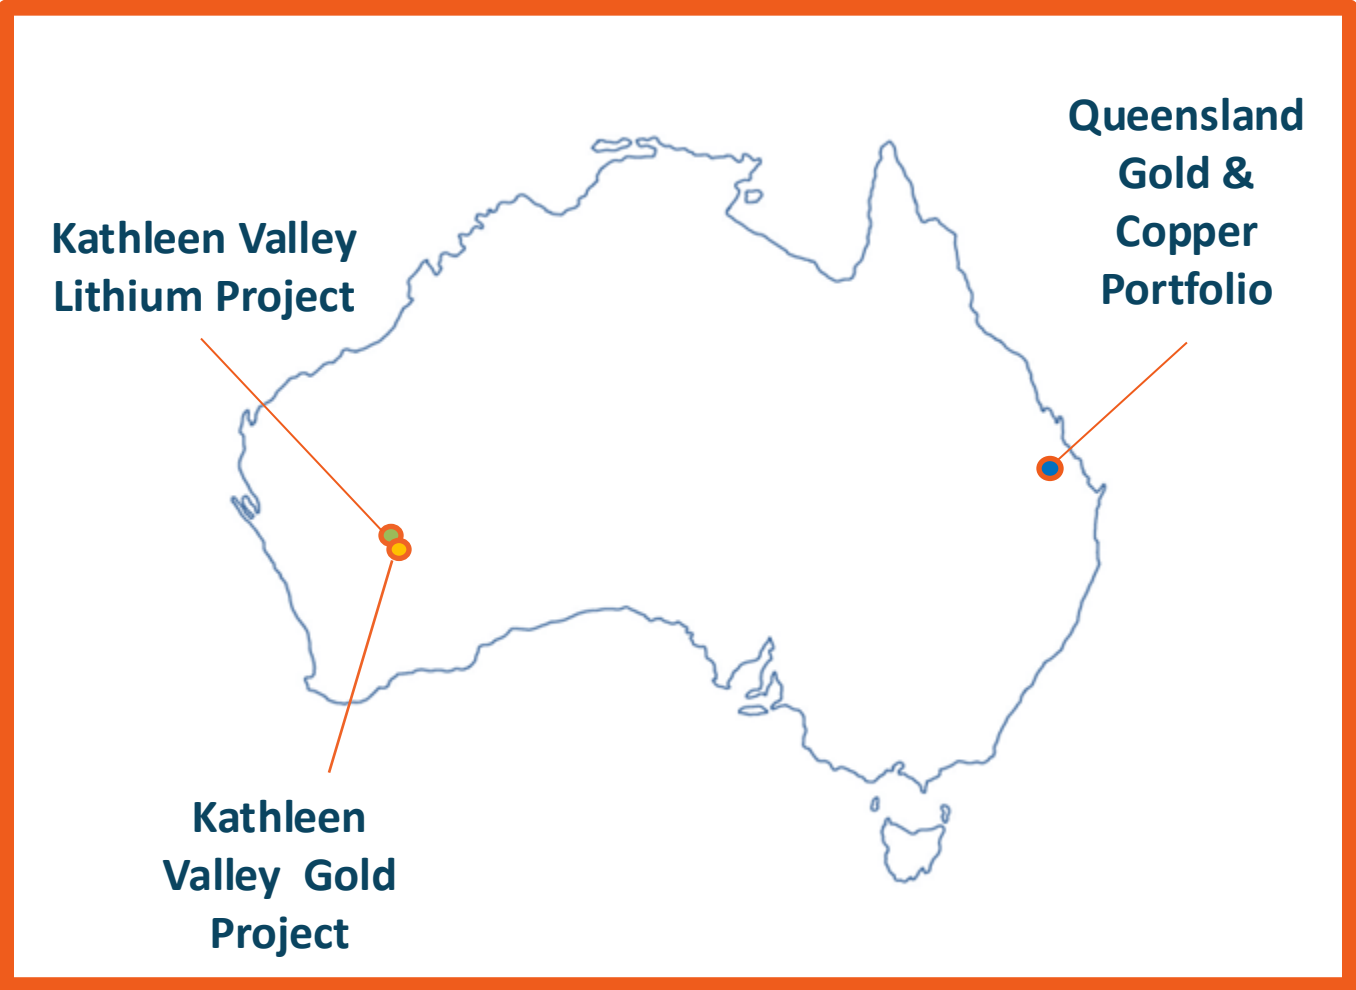 Queensland
Gold &
Copper
Portfolio
Kathleen Valley
Lithium Project
Kathleen
Valley  Gold
Project